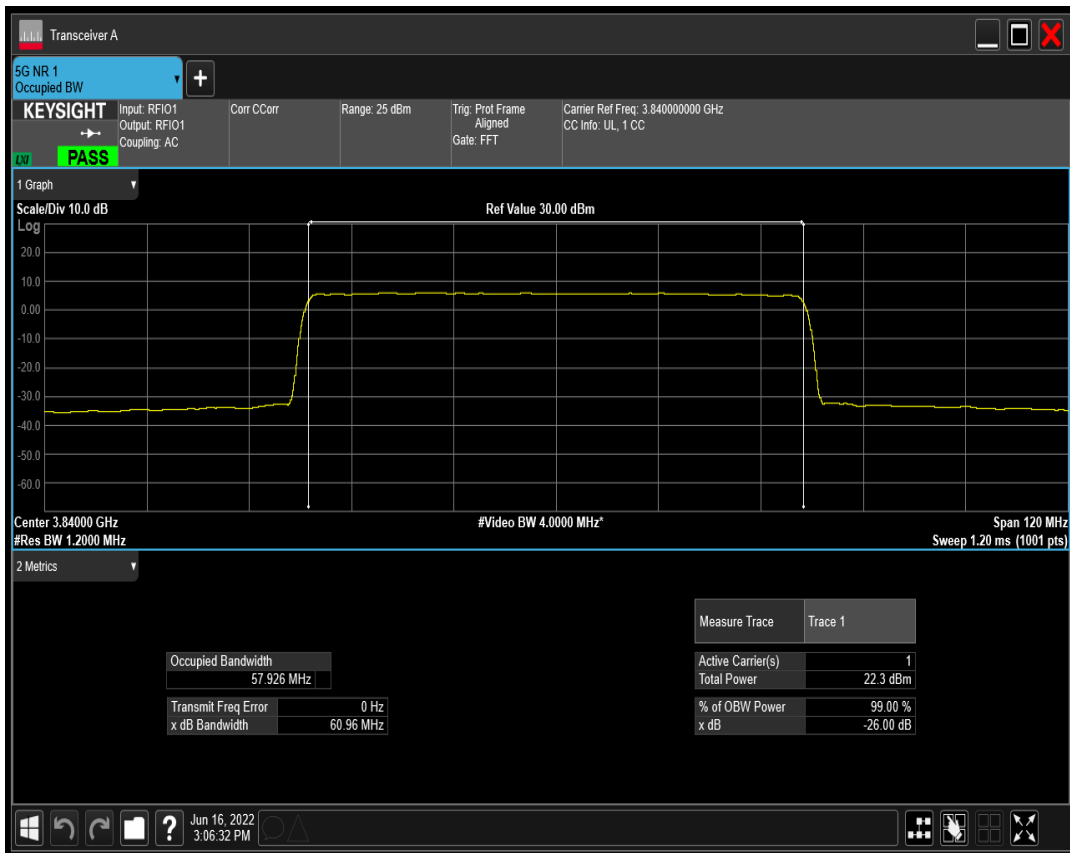 Transceiver A
5G NR 1
Occupied BW
KEYSIGHT
LXI
PASS
Input: RFIO1
Output: RFIO1
Coupling: AC
Corr CCorr
Range: 25 dBm
Trig: Prot Frame
Aligned
Gate: FFT
Carrier Ref Freq: 3.840000000 GHz
CC Info: UL, 1 CC
1 Graph
Scale/Div 10.0 dB
Ref Value 30.00 dBm
Log
20.0
10.0
0.00
-10.0
-20.0
-30.0
-40.0
-50.0
-60.0
Center 3.84000 GHz
#Video BW 4.0000 MHz*
Span 120 MHz
#Res BW 1.2000 MHz
Sweep 1.20 ms (1001 pts)
2 Metrics
Measure Trace Trace 1
Occupied Bandwidth
57.926 MHz
Transmit Freq Error 0 Hz
x dB Bandwidth 60.96 MHz
Active Carrier(s) 1
Total Power 22.3 dBm
% of OBW Power 99.00 %
x dB -26.00 dB
Jun 16, 2022
3:06:32 PM